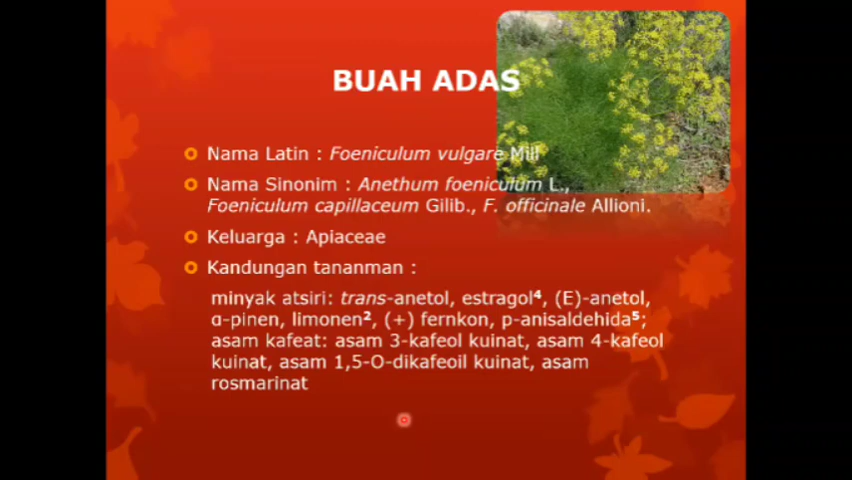 BUAH ADAS
Nama Latin : Foeniculum vulgare Mill
Nama Sinonim : Anethum foeniculum L.,
Foeniculum capillaceum Gilib., F. officinale Allioni.
Keluarga : Apiaceae
Kandungan tananman :
minyak atsiri: trans-anetol, estragol⁴, (E)-anetol,
α-pinen, limonen², (+) fernkon, p-anisaldehida⁵;
asam kafeat: asam 3-kafeol kuinat, asam 4-kafeol
kuinat, asam 1,5-O-dikafeoil kuinat, asam
rosmarinat